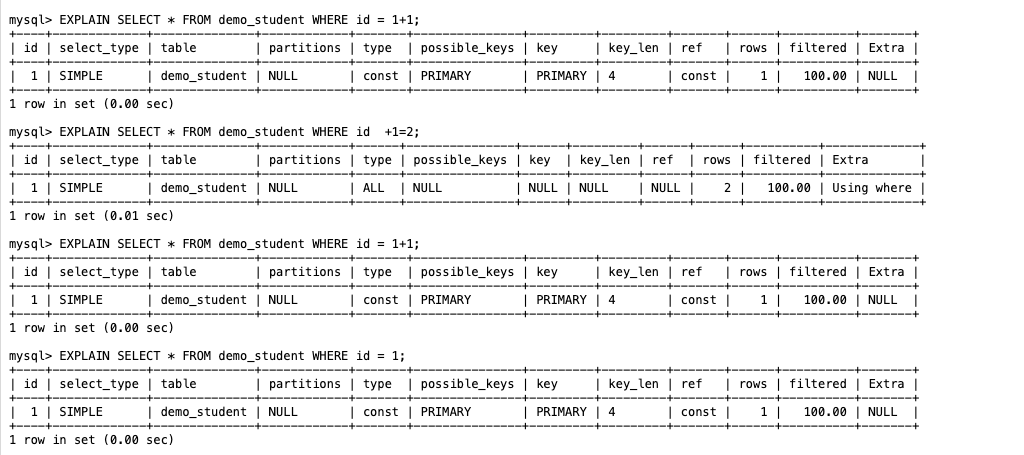 mysql> EXPLAIN SELECT * FROM demo_student WHERE id = 1+1;
+----+-------------+--------------+------------+-------+---------------+---------+---------+-------+------+----------+-------+
| id | select_type | table        | partitions | type  | possible_keys | key     | key_len | ref   | rows | filtered | Extra |
+----+-------------+--------------+------------+-------+---------------+---------+---------+-------+------+----------+-------+
|  1 | SIMPLE      | demo_student | NULL       | const | PRIMARY       | PRIMARY | 4       | const |    1 |   100.00 | NULL  |
+----+-------------+--------------+------------+-------+---------------+---------+---------+-------+------+----------+-------+
1 row in set (0.00 sec)
mysql> EXPLAIN SELECT * FROM demo_student WHERE id  +1=2;
+----+-------------+--------------+------------+------+---------------+------+---------+------+------+----------+-------------+
| id | select_type | table        | partitions | type | possible_keys | key  | key_len | ref  | rows | filtered | Extra       |
+----+-------------+--------------+------------+------+---------------+------+---------+------+------+----------+-------------+
|  1 | SIMPLE      | demo_student | NULL       | ALL  | NULL          | NULL | NULL    | NULL |    2 |   100.00 | Using where |
+----+-------------+--------------+------------+------+---------------+------+---------+------+------+----------+-------------+
1 row in set (0.01 sec)
mysql> EXPLAIN SELECT * FROM demo_student WHERE id = 1+1;
+----+-------------+--------------+------------+-------+---------------+---------+---------+-------+------+----------+-------+
| id | select_type | table        | partitions | type  | possible_keys | key     | key_len | ref   | rows | filtered | Extra |
+----+-------------+--------------+------------+-------+---------------+---------+---------+-------+------+----------+-------+
|  1 | SIMPLE      | demo_student | NULL       | const | PRIMARY       | PRIMARY | 4       | const |    1 |   100.00 | NULL  |
+----+-------------+--------------+------------+-------+---------------+---------+---------+-------+------+----------+-------+
1 row in set (0.00 sec)
mysql> EXPLAIN SELECT * FROM demo_student WHERE id = 1;
+----+-------------+--------------+------------+-------+---------------+---------+---------+-------+------+----------+-------+
| id | select_type | table        | partitions | type  | possible_keys | key     | key_len | ref   | rows | filtered | Extra |
+----+-------------+--------------+------------+-------+---------------+---------+---------+-------+------+----------+-------+
|  1 | SIMPLE      | demo_student | NULL       | const | PRIMARY       | PRIMARY | 4       | const |    1 |   100.00 | NULL  |
+----+-------------+--------------+------------+-------+---------------+---------+---------+-------+------+----------+-------+
1 row in set (0.00 sec)